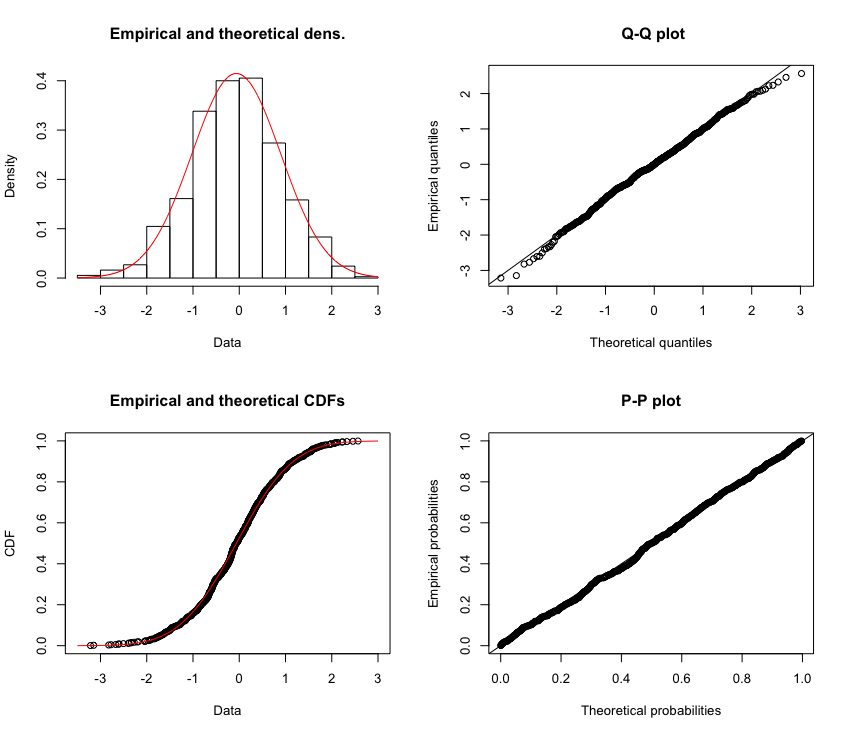 Empirical and theoretical dens.
Density
0.0 0.1 0.2 0.3 0.4
-3 -2 -1 0 1 2 3
Data
Q-Q plot
Empirical quantiles
-3 -2 -1 0 1 2
-3 -2 -1 0 1 2 3
Theoretical quantiles
Empirical and theoretical CDFs
CDF
0.0 0.2 0.4 0.6 0.8 1.0
-3 -2 -1 0 1 2 3
Data
P-P plot
Empirical probabilities
0.0 0.2 0.4 0.6 0.8 1.0
0.0 0.2 0.4 0.6 0.8 1.0
Theoretical probabilities